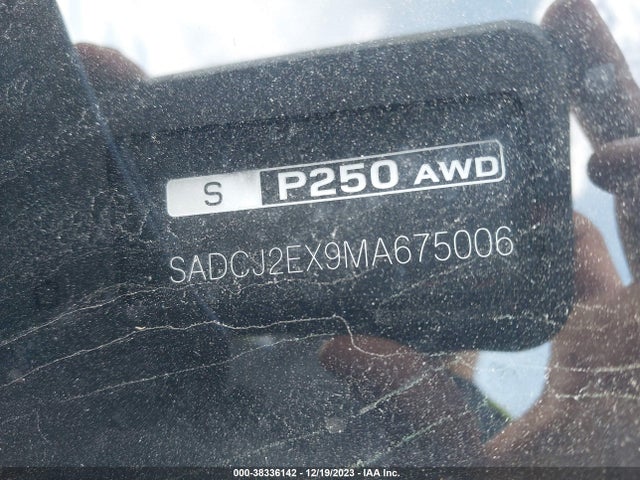 S P250 AWD
SADCJ2EX9MA675006
000-38336142 - 12/19/2023 - IAA Inc.